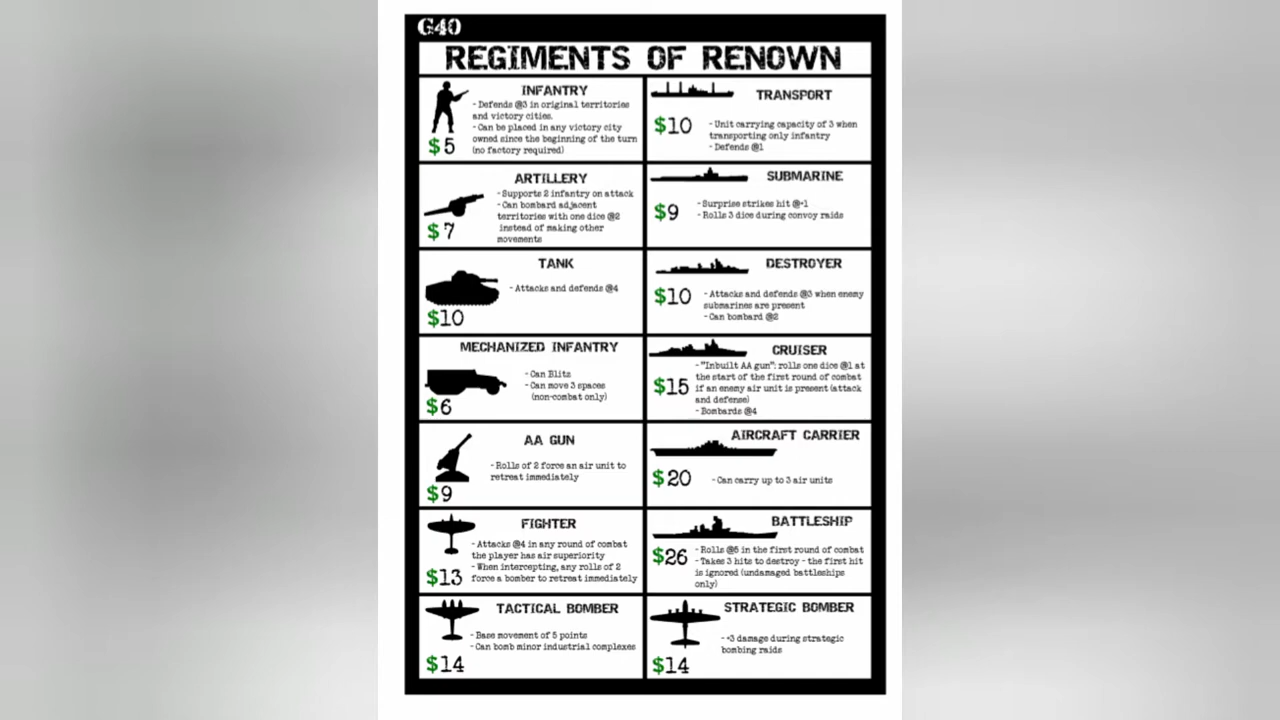 G40
REGIMENTS OF RENOWN
INFANTRY
- Defends @3 in original territories
and victory cities.
- Can be placed in any victory city
owned since the beginning of the turn
(no factory required)
$5
TRANSPORT
$10
- Unit carrying capacity of 3 when
transporting only infantry
- Defends @1
ARTILLERY
- Supports 2 infantry on attack
- Can bombard adjacent
territories with one dice @2
instead of making other
movements
$7
SUBMARINE
$9
- Surprise strikes hit @+1
- Rolls 3 dice during convoy raids
TANK
- Attacks and defends @4
$10
DESTROYER
$10
- Attacks and defends @3 when enemy
submarines are present
- Can bombard @2
MECHANIZED INFANTRY
- Can Blitz
- Can move 3 spaces
(non-combat only)
$6
CRUISER
$15
- "Inbuilt AA gun": rolls one dice @1 at
the start of the first round of combat
if an enemy air unit is present (attack
and defense)
- Bombards @4
AA GUN
- Rolls of 2 force an air unit to
retreat immediately
$9
AIRCRAFT CARRIER
$20
- Can carry up to 3 air units
FIGHTER
- Attacks @4 in any round of combat
the player has air superiority
- When intercepting, any rolls of 2
force a bomber to retreat immediately
$13
BATTLESHIP
$26
- Rolls @5 in the first round of combat
- Takes 3 hits to destroy - the first hit
is ignored (undamaged battleships
only)
TACTICAL BOMBER
- Base movement of 5 points
- Can bomb minor industrial complexes
$14
STRATEGIC BOMBER
- +3 damage during strategic
bombing raids
$14